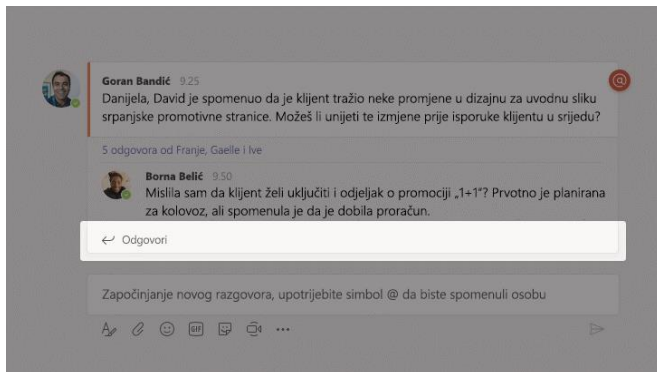 Goran Bandić 9.25
Danijela, David je spomenuo da je klijent tražio neke promjene u dizajnu za uvodnu sliku
srpanjske promotivne stranice. Možeš li unijeti te izmjene prije isporuke klijentu u srijedu?
5 odgovora od Franje, Gaelle i Ive
Borna Belić 9.50
Mislila sam da klijent želi uključiti i odjeljak o promociji „1+1“? Prvotno je planirana
za kolovoz, ali spomenula je da je dobila proračun.
Odgovori
Započinjanje novog razgovora, upotrijebite simbol @ da biste spomenuli osobu
GIF